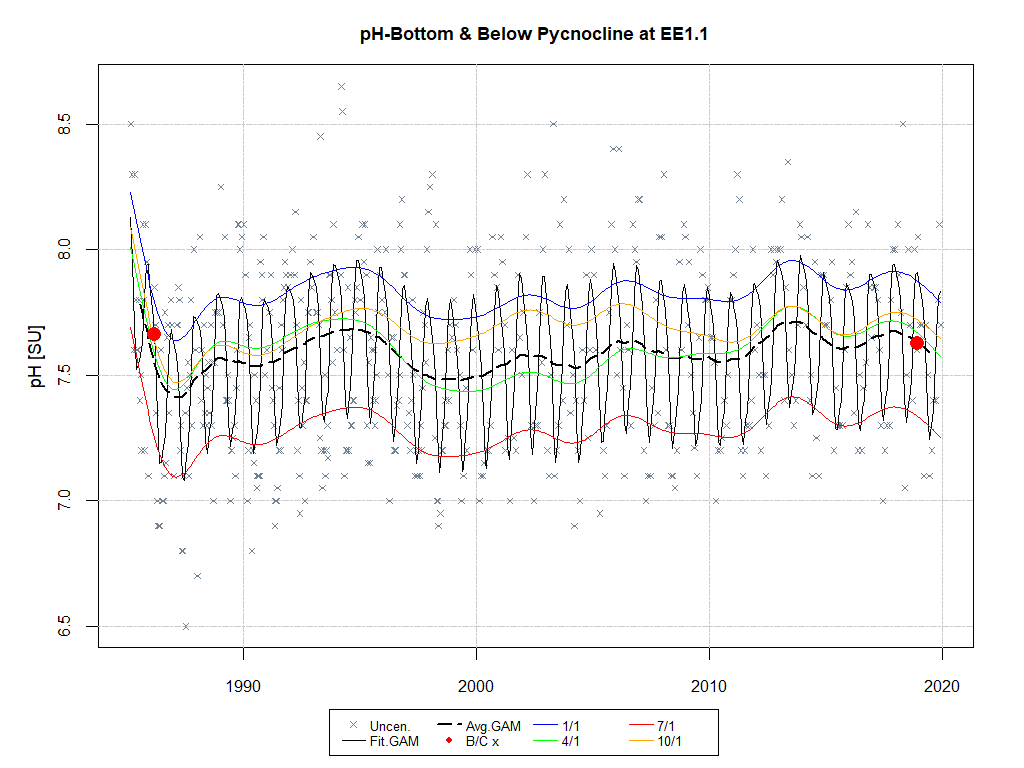 pH-Bottom & Below Pycnocline at EE1.1
pH [SU]
8.5
8.0
7.5
7.0
6.5
1990 2000 2010 2020
Uncen. Avg.GAM 1/1 7/1
Fit.GAM B/C x 4/1 10/1